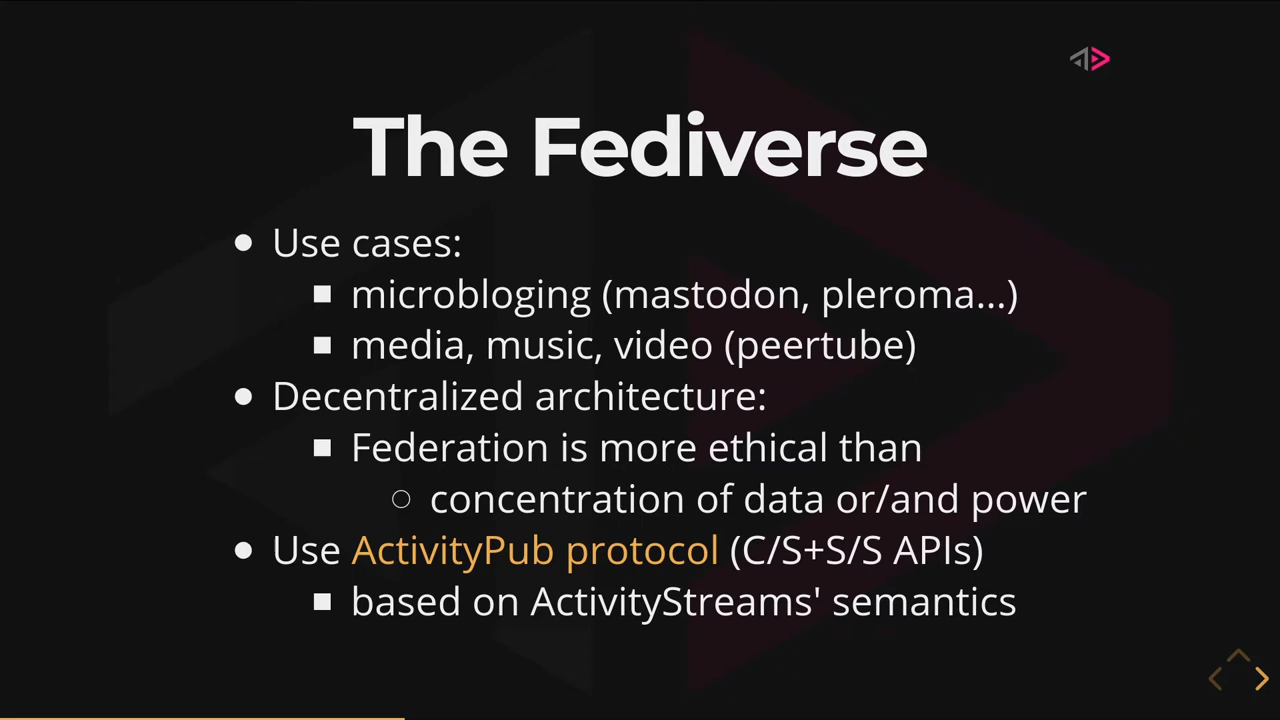 The Fediverse
Use cases:
microbloging (mastodon, pleroma...)
media, music, video (peertube)
Decentralized architecture:
Federation is more ethical than
concentration of data or/and power
Use ActivityPub protocol (C/S+S/S APIs)
based on ActivityStreams' semantics